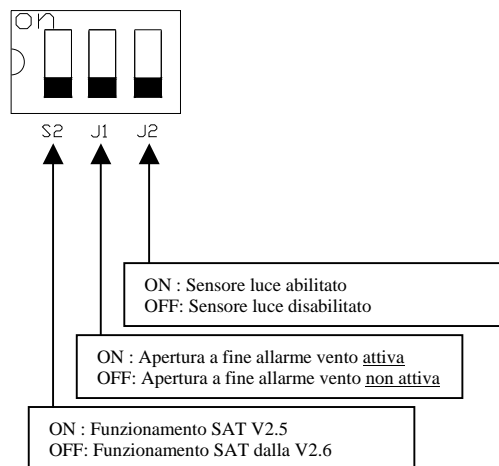 on
S2 J1 J2
ON : Sensore luce abilitato
OFF: Sensore luce disabilitato
ON : Apertura a fine allarme vento attiva
OFF: Apertura a fine allarme vento non attiva
ON : Funzionamento SAT V2.5
OFF: Funzionamento SAT dalla V2.6